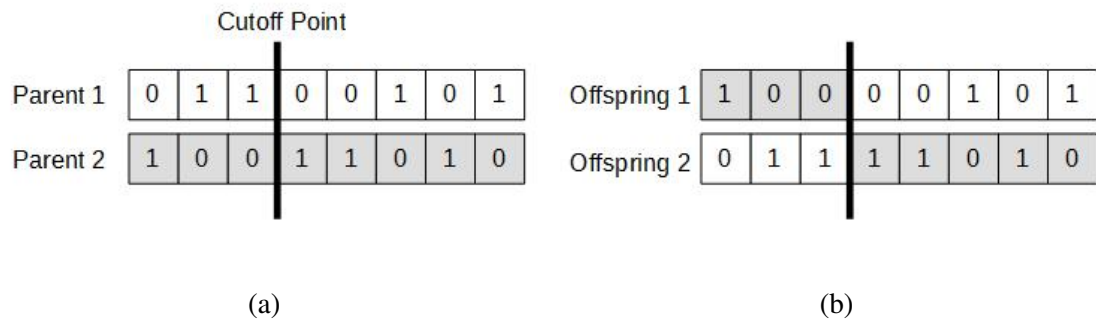 Cutoff Point
Parent 1 0 1 1 0 0 1 0 1
Parent 2 1 0 0 1 1 0 1 0
(a)
Offspring 1 1 0 0 0 0 1 0 1
Offspring 2 0 1 1 1 1 0 1 0
(b)